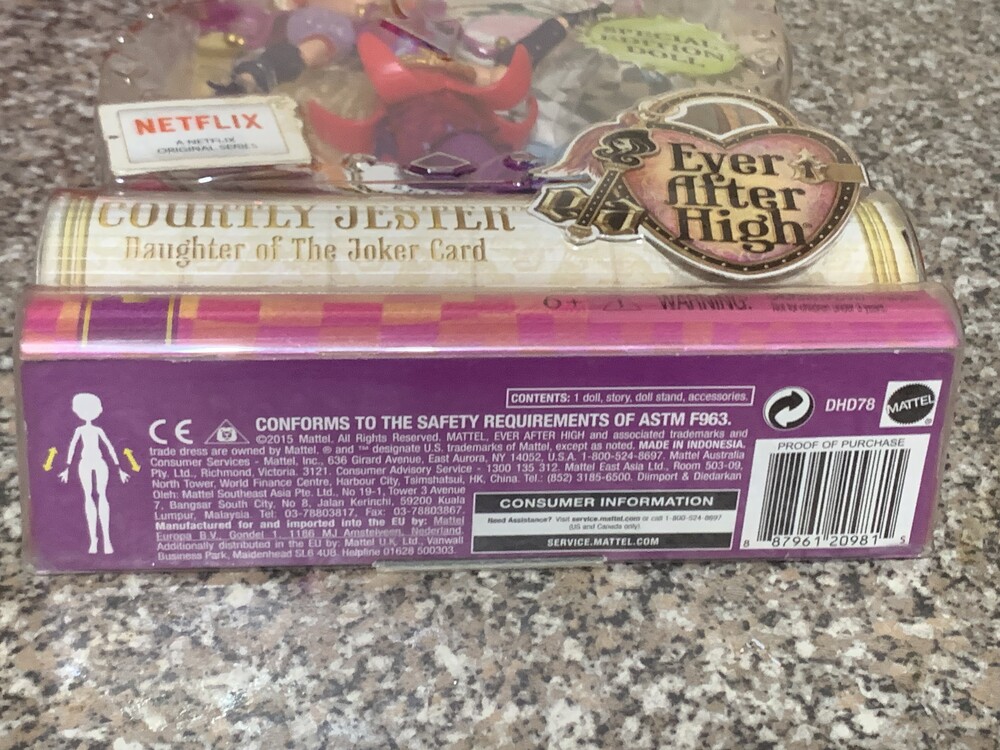 SPECIAL
EDITION
DOLL
NETFLIX
A NETFLIX
ORIGINAL SERIES
Ever
After
High
COURTLY JESTER™
Daughter of The Joker Card
6+ WARNING:
CONTENTS: 1 doll, story, doll stand, accessories.
DHD78
MATTEL
CE
CONFORMS TO THE SAFETY REQUIREMENTS OF ASTM F963.
©2015 Mattel. All Rights Reserved. MATTEL, EVER AFTER HIGH and associated trademarks and
trade dress are owned by Mattel. ® and ™ designate U.S. trademarks of Mattel, except as noted. MADE IN INDONESIA.
Consumer Services - Mattel, Inc., 636 Girard Avenue, East Aurora, NY 14052, U.S.A. 1-800-524-8697. Mattel Australia
Pty. Ltd., Richmond, Victoria. 3121. Consumer Advisory Service - 1300 135 312. Mattel East Asia Ltd., Room 503-09,
North Tower, World Finance Centre, Harbour City, Tsimshatsui, HK, China. Tel.: (852) 3185-6500. Diimport & Diedarkan
Oleh: Mattel Southeast Asia Pte. Ltd., No 19-1, Tower 3 Avenue
7, Bangsar South City, No 8, Jalan Kerinchi, 59200 Kuala
Lumpur, Malaysia. Tel: 03-78803817, Fax: 03-78803867.
Manufactured for and imported into the EU by: Mattel
Europa B.V., Gondel 1, 1186 MJ Amstelveen, Nederland.
Additionally distributed in the EU by: Mattel U.K. Ltd., Vanwall
Business Park, Maidenhead SL6 4UB. Helpline 01628 500303.
CONSUMER INFORMATION
Need Assistance? Visit service.mattel.com or call 1-800-524-8697
(US and Canada only).
SERVICE.MATTEL.COM
PROOF OF PURCHASE
8 87961 20981 5